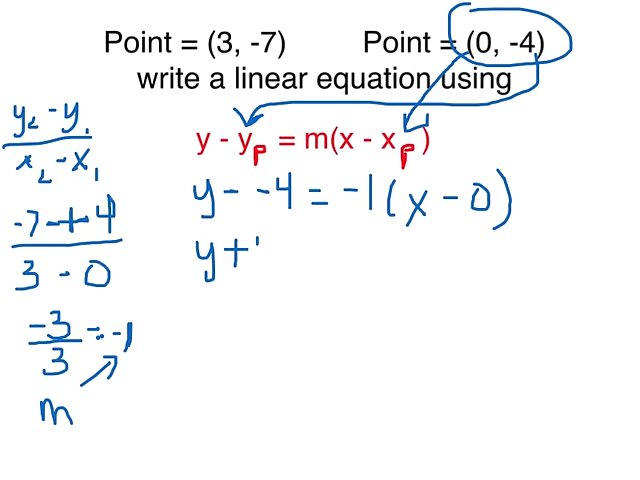 Point = (3, -7) Point = (0, -4)
write a linear equation using
y - yp = m(x - xp)
y₂ - y₁
x₂ - x₁
y - -4 = -1(x - 0)
-7 -+ 4
3 - 0
y +
-3
3
= -1
m